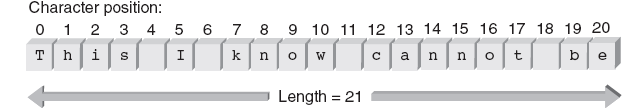 Character position:
0 1 2 3 4 5 6 7 8 9 10 11 12 13 14 15 16 17 18 19 20
T h i s I k n o w c a n n o t b e
Length = 21